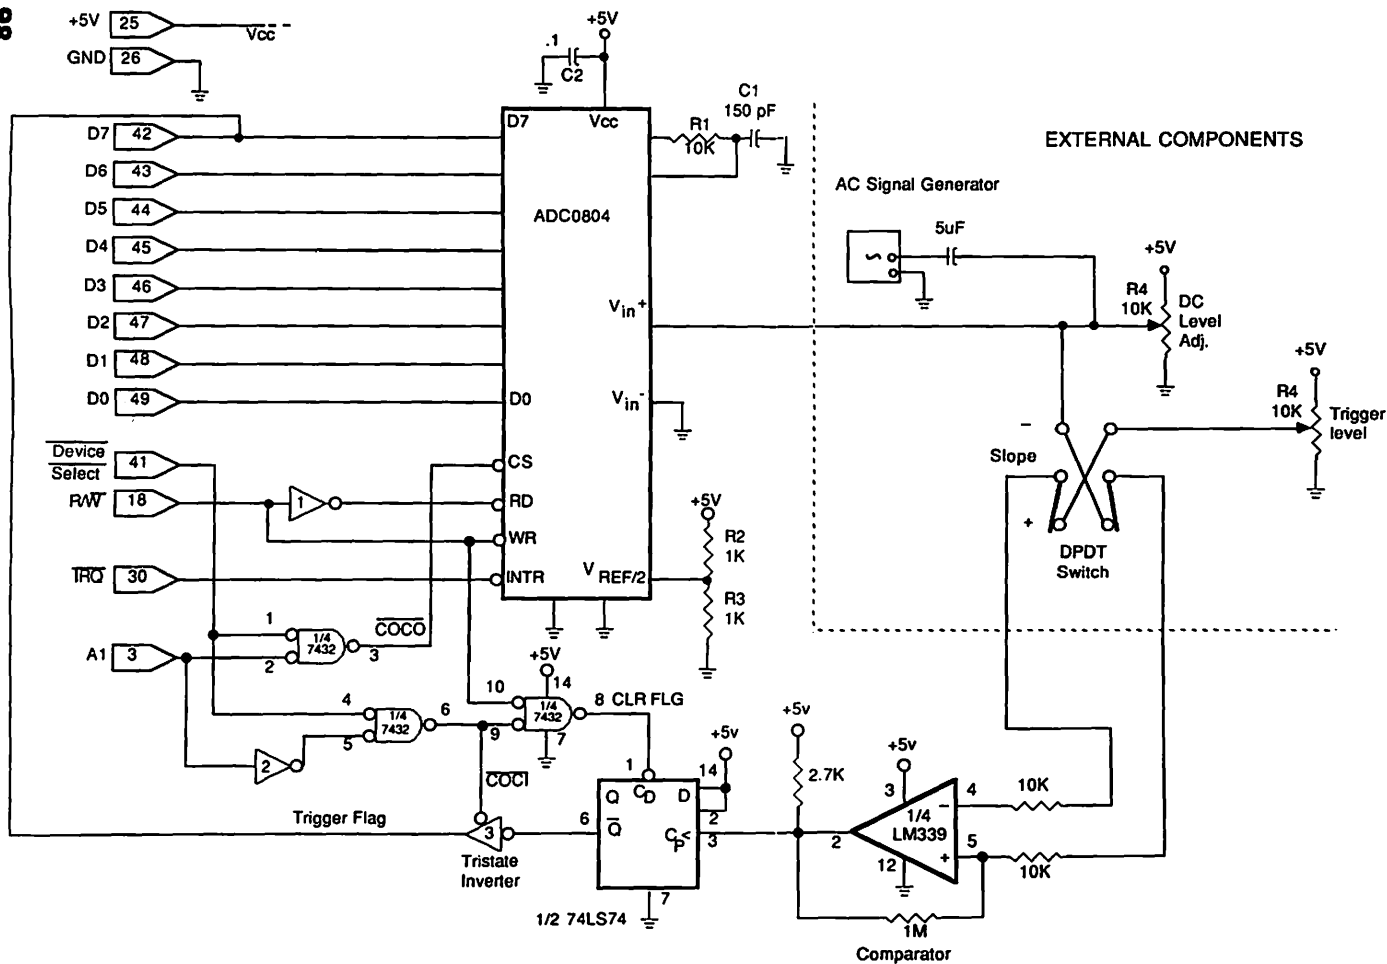 +5V 25 Vcc
GND 26
+5V
.1
C2
D7 42
D7 Vcc
R1
10K
C1
150 pF
EXTERNAL COMPONENTS
D6 43
AC Signal Generator
D5 44
ADC0804
D4 45
5uF
+5V
D3 46
R4
10K
DC
Level
Adj.
D2 47
Vin+
D1 48
+5V
D0 49
D0
Vin-
R4
10K
Trigger
level
Device
Select
41
CS
−
Slope
+
DPDT
Switch
R/W 18
1
RD
+5V
WR
R2
1K
IRQ 30
INTR
V REF/2
R3
1K
1
1/4
7432
2
3
COCO
A1 3
+5V
14
10
1/4
7432
8 CLR FLG
9
7
4
1/4
7432
6
5
2
COCI
1
+5v
14
Q CD D
2
6
Q
CP<
3
7
1/2 74LS74
Trigger Flag
3
Tristate
Inverter
+5v
2.7K
+5v
3
4
−
1/4
LM339
2
12
+
5
10K
10K
1M
Comparator